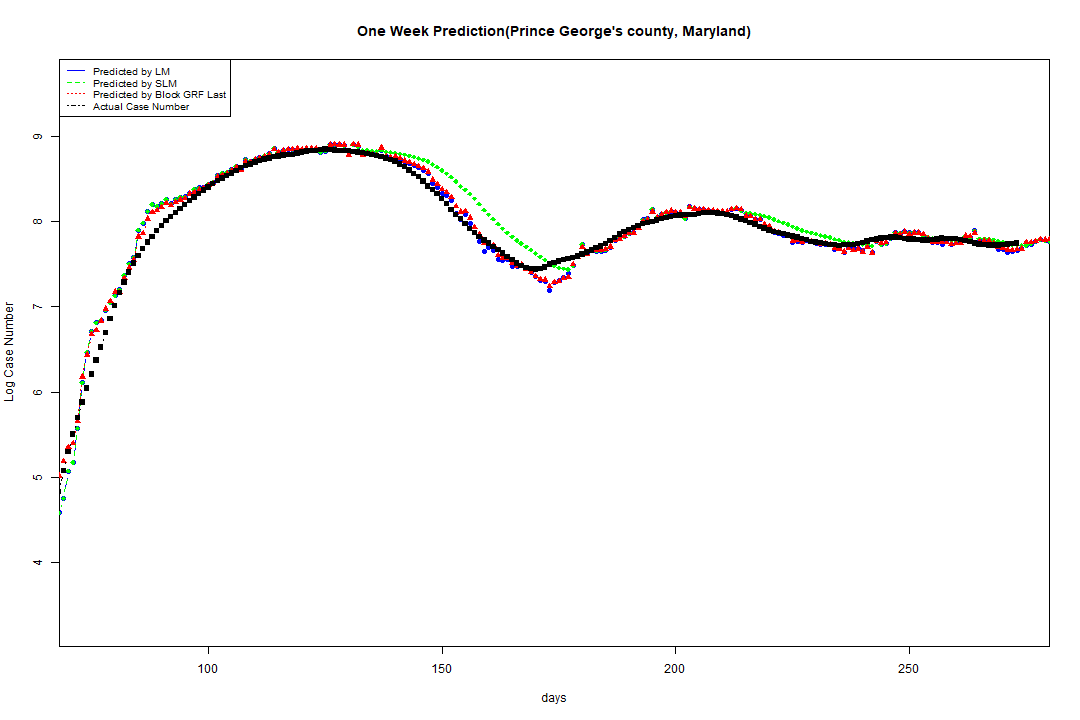 One Week Prediction(Prince George's county, Maryland)
Predicted by LM
Predicted by SLM
Predicted by Block GRF Last
Actual Case Number
Log Case Number
9
8
7
6
5
4
100 150 200 250
days